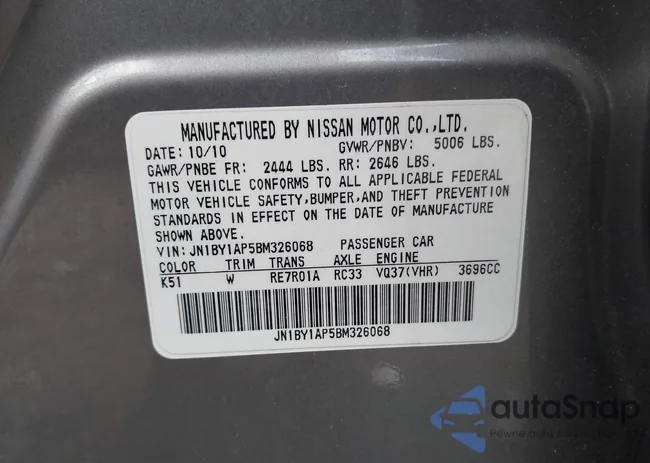 MANUFACTURED BY NISSAN MOTOR CO.,LTD.
DATE: 10/10 GVWR/PNBV: 5006 LBS.
GAWR/PNBE FR: 2444 LBS. RR: 2646 LBS.
THIS VEHICLE CONFORMS TO ALL APPLICABLE FEDERAL
MOTOR VEHICLE SAFETY,BUMPER,AND THEFT PREVENTION
STANDARDS IN EFFECT ON THE DATE OF MANUFACTURE
SHOWN ABOVE.
VIN: JN1BY1AP5BM326068 PASSENGER CAR
COLOR TRIM TRANS AXLE ENGINE
K51 W RE7R01A RC33 VQ37(VHR) 3696CC
JN1BY1AP5BM326068
autoSnap
Pewne auta